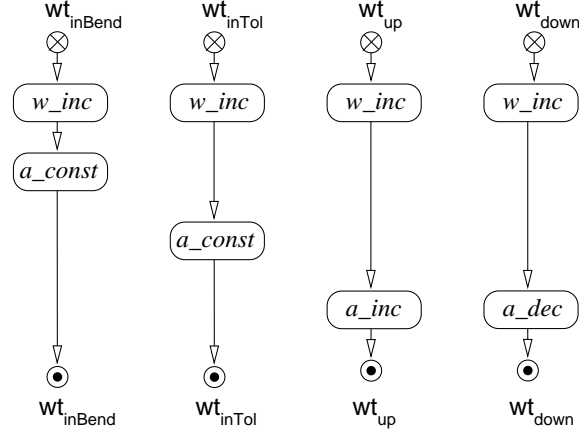 wt_inBend wt_inTol wt_up wt_down
w_inc w_inc w_inc w_inc
a_const
a_const
a_inc a_dec
wt_inBend wt_inTol wt_up wt_down